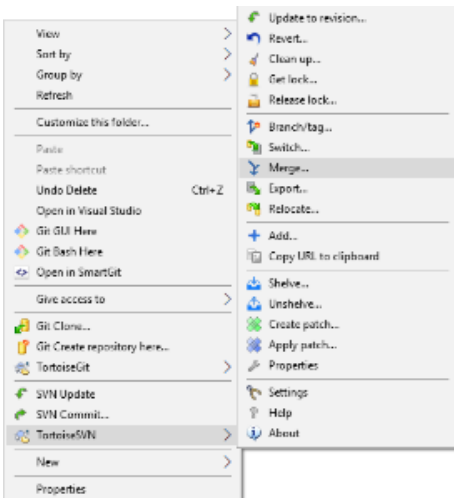 View
Sort by
Group by
Refresh
Customize this folder...
Paste
Paste shortcut
Undo Delete Ctrl+Z
Open in Visual Studio
Git GUI Here
Git Bash Here
Open in SmartGit
Give access to
Git Clone...
Git Create repository here...
TortoiseGit
SVN Update
SVN Commit...
TortoiseSVN
New
Properties
Update to revision...
Revert...
Clean up...
Get lock...
Release lock...
Branch/tag...
Switch...
Merge...
Export...
Relocate...
Add...
Copy URL to clipboard
Shelve...
Unshelve...
Create patch...
Apply patch...
Properties
Settings
Help
About